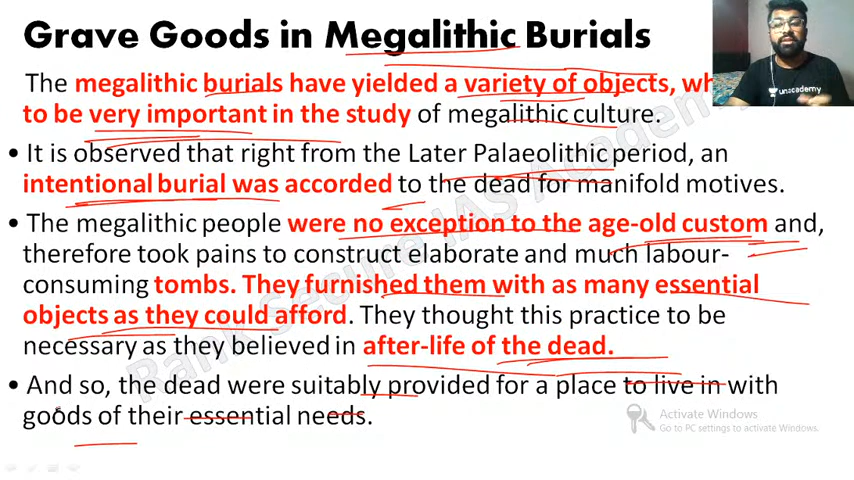 Grave Goods in Megalithic Burials
The megalithic burials have yielded a variety of objects, wh
to be very important in the study of megalithic culture.
• It is observed that right from the Later Palaeolithic period, an
intentional burial was accorded to the dead for manifold motives.
• The megalithic people were no exception to the age-old custom and,
therefore took pains to construct elaborate and much labour-
consuming tombs. They furnished them with as many essential
objects as they could afford. They thought this practice to be
necessary as they believed in after-life of the dead.
• And so, the dead were suitably provided for a place to live in with
goods of their essential needs.
Rank Secure IAS Academy
unacademy
Activate Windows
Go to PC settings to activate Windows.